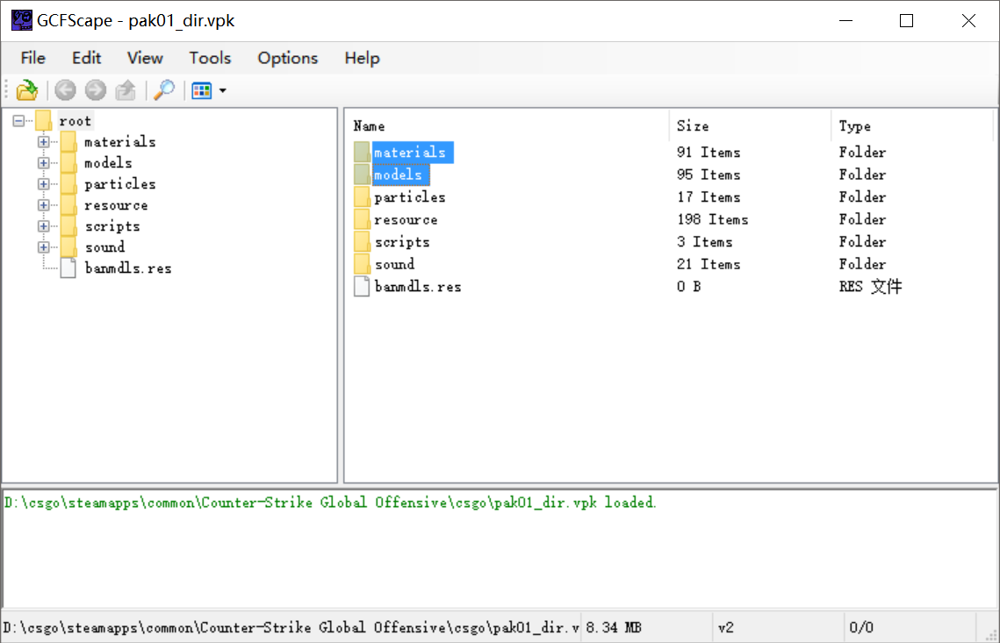 GCFScape - pak01_dir.vpk
File Edit View Tools Options Help
root
materials
models
particles
resource
scripts
sound
banmdls.res
Name Size Type
materials 91 Items Folder
models 95 Items Folder
particles 17 Items Folder
resource 198 Items Folder
scripts 3 Items Folder
sound 21 Items Folder
banmdls.res 0 B RES 文件
D:\csgo\steamapps\common\Counter-Strike Global Offensive\csgo\pak01_dir.vpk loaded.
D:\csgo\steamapps\common\Counter-Strike Global Offensive\csgo\pak01_dir.v 8.34 MB v2 0/0